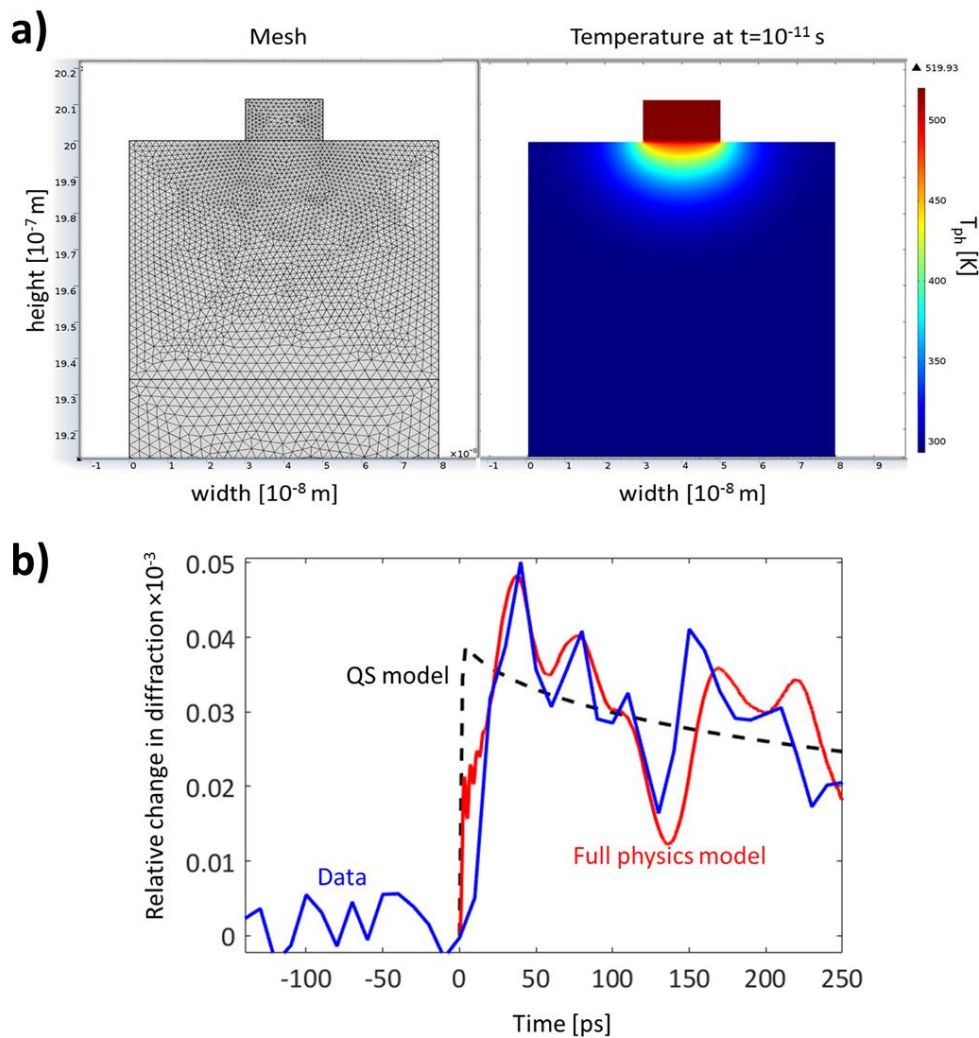 a)
Mesh
Temperature at t=10⁻¹¹ s
20.2
20.1
20
19.9
19.8
19.7
19.6
19.5
19.4
19.3
19.2
height [10⁻⁷ m]
-1 0 1 2 3 4 5 6 7 8
width [10⁻⁸ m]
-1 0 1 2 3 4 5 6 7 8 9
width [10⁻⁸ m]
▲ 519.93
500
450
400
350
300
Tph [K]
b)
Relative change in diffraction ×10⁻³
0.05
0.04
0.03
0.02
0.01
0
QS model
Full physics model
Data
-100 -50 0 50 100 150 200 250
Time [ps]